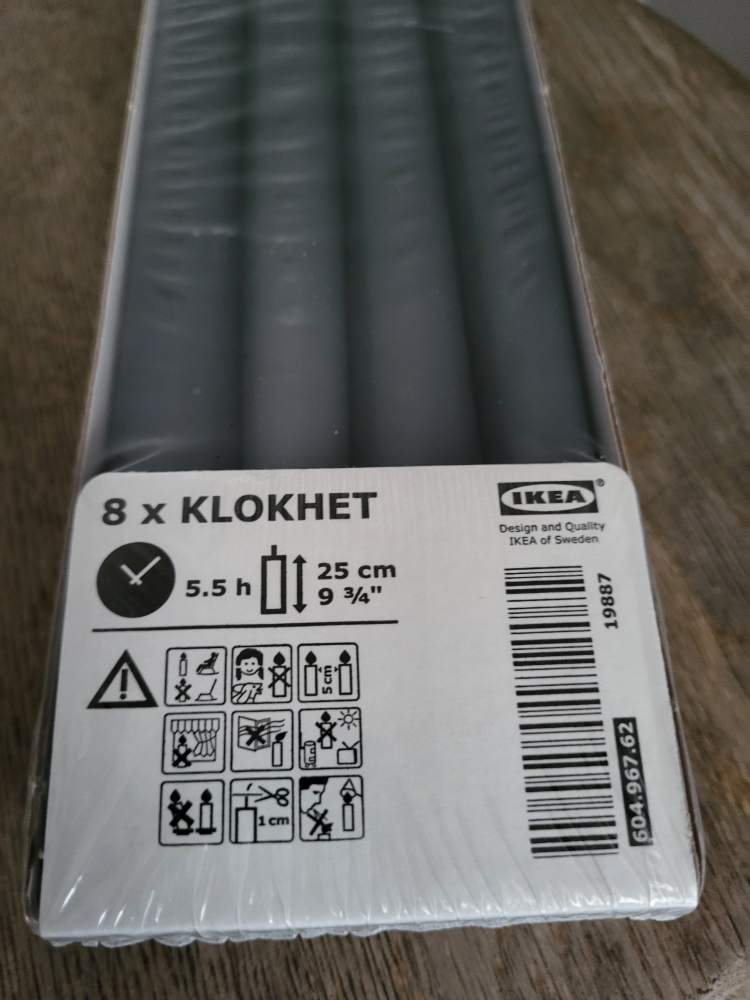 8 x KLOKHET
IKEA®
Design and Quality
IKEA of Sweden
5.5 h
25 cm
9 ¾"
19887
604.967.62
5 cm
1 cm